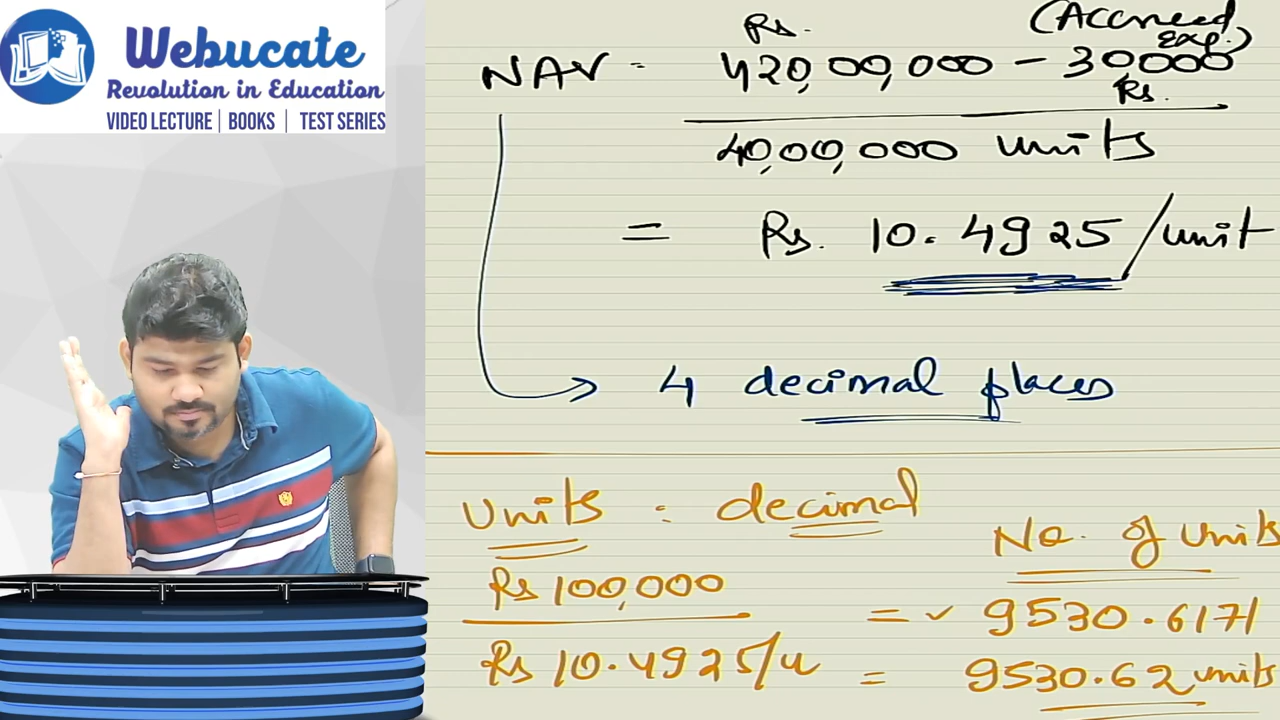 Webucate
Revolution in Education
VIDEO LECTURE | BOOKS | TEST SERIES
Rs. (Accrued Exp.)
NAV = 420,00,000 - 30000
Rs.
40,00,000 units
= Rs. 10.4925/unit
4 decimal places
Units : decimal
No. of units
Rs 100,000
= ✓ 9530.6171
Rs 10.4925/u
= 9530.62 units